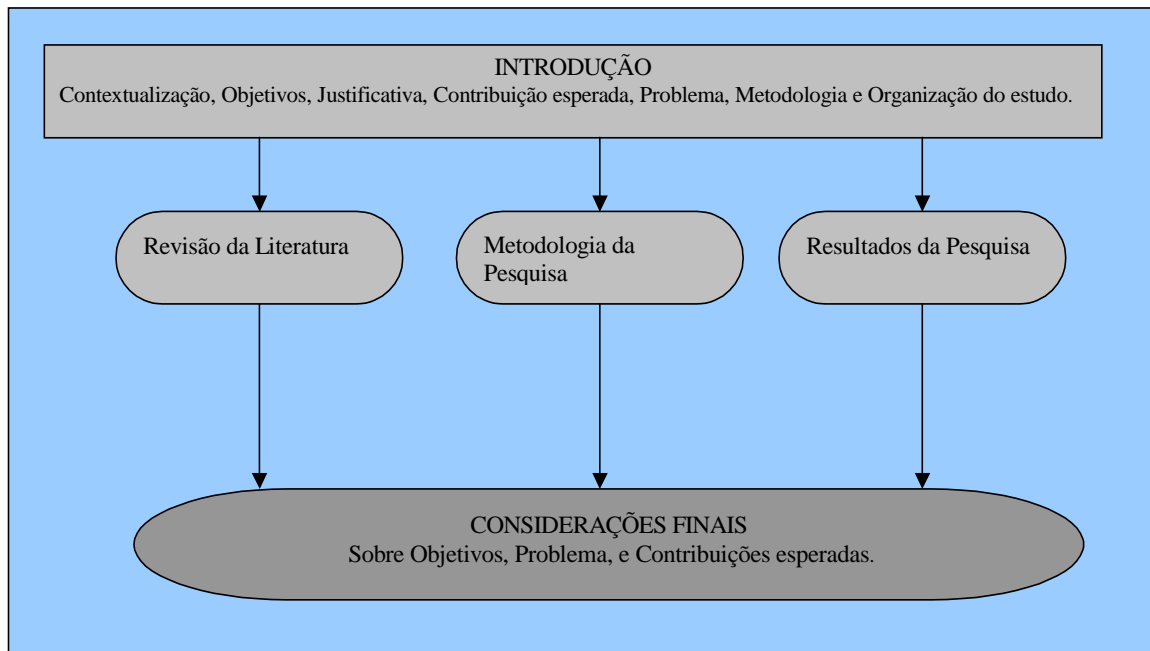 INTRODUÇÃO
Contextualização, Objetivos, Justificativa, Contribuição esperada, Problema, Metodologia e Organização do estudo.
Revisão da Literatura
Metodologia da
Pesquisa
Resultados da Pesquisa
CONSIDERAÇÕES FINAIS
Sobre Objetivos, Problema, e Contribuições esperadas.